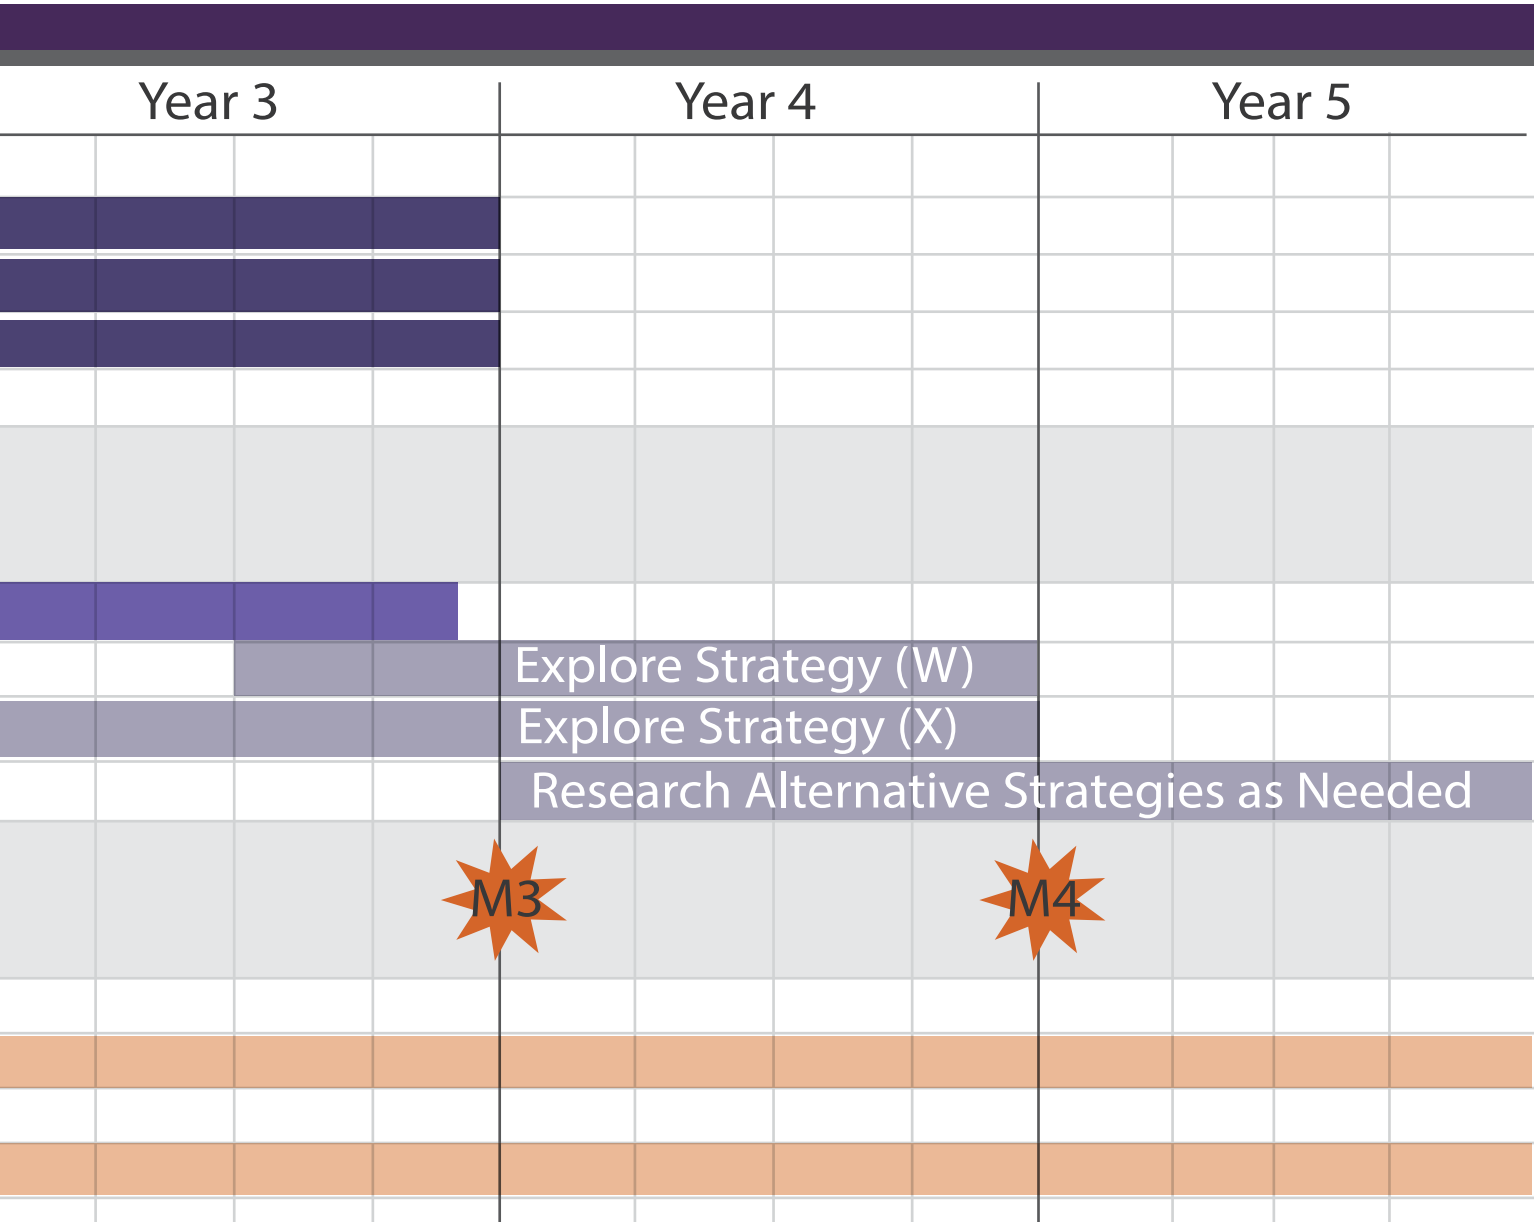 Year 3
Year 4
Year 5
Explore Strategy (W)
Explore Strategy (X)
Research Alternative Strategies as Needed
M3
M4